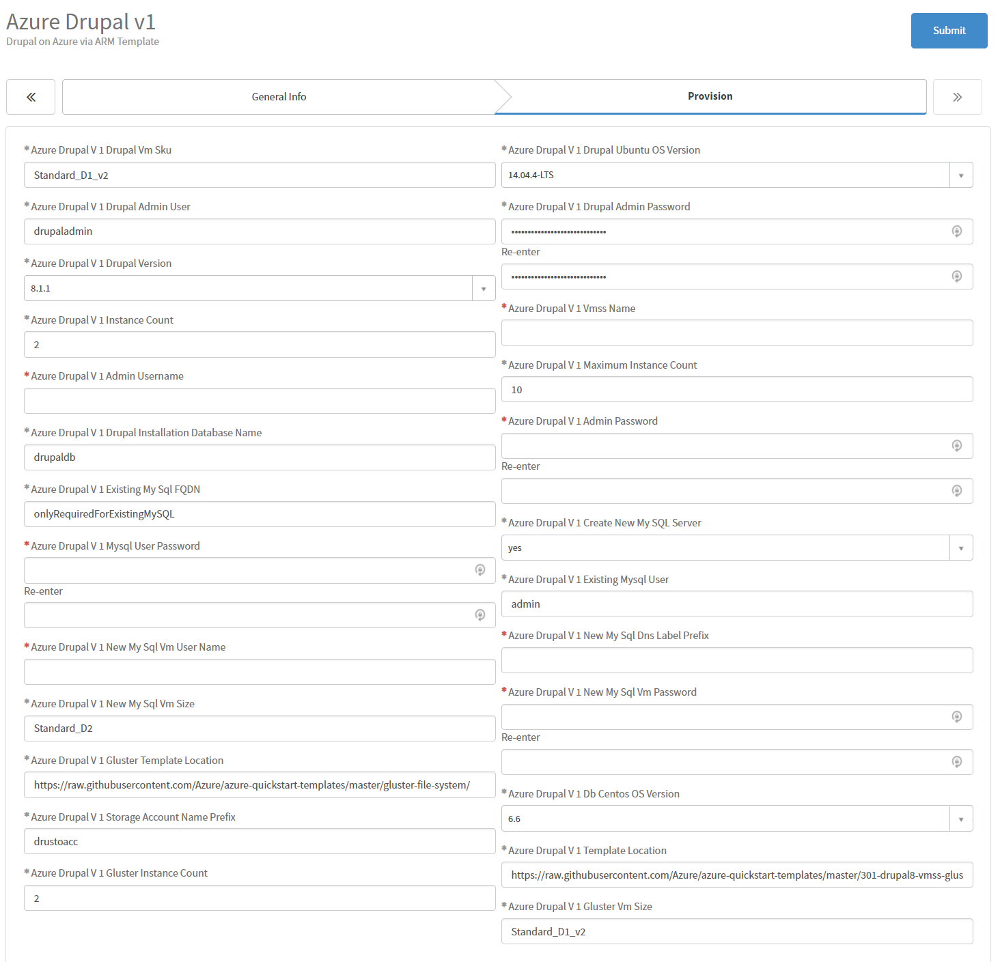 Azure Drupal v1
Drupal on Azure via ARM Template
Submit
«
General Info
Provision
»
*Azure Drupal V 1 Drupal Vm Sku
Standard_D1_v2
*Azure Drupal V 1 Drupal Admin User
drupaladmin
*Azure Drupal V 1 Drupal Version
8.1.1
*Azure Drupal V 1 Instance Count
2
*Azure Drupal V 1 Admin Username
*Azure Drupal V 1 Drupal Installation Database Name
drupaldb
*Azure Drupal V 1 Existing My Sql FQDN
onlyRequiredForExistingMySQL
*Azure Drupal V 1 Mysql User Password
Re-enter
*Azure Drupal V 1 New My Sql Vm User Name
*Azure Drupal V 1 New My Sql Vm Size
Standard_D2
*Azure Drupal V 1 Gluster Template Location
https://raw.githubusercontent.com/Azure/azure-quickstart-templates/master/gluster-file-system/
*Azure Drupal V 1 Storage Account Name Prefix
drustoacc
*Azure Drupal V 1 Gluster Instance Count
2
*Azure Drupal V 1 Drupal Ubuntu OS Version
14.04.4-LTS
*Azure Drupal V 1 Drupal Admin Password
•••••••••••••••••••••••••••••
Re-enter
•••••••••••••••••••••••••••••
*Azure Drupal V 1 Vmss Name
*Azure Drupal V 1 Maximum Instance Count
10
*Azure Drupal V 1 Admin Password
Re-enter
*Azure Drupal V 1 Create New My SQL Server
yes
*Azure Drupal V 1 Existing Mysql User
admin
*Azure Drupal V 1 New My Sql Dns Label Prefix
*Azure Drupal V 1 New My Sql Vm Password
Re-enter
*Azure Drupal V 1 Db Centos OS Version
6.6
*Azure Drupal V 1 Template Location
https://raw.githubusercontent.com/Azure/azure-quickstart-templates/master/301-drupal8-vmss-glus
*Azure Drupal V 1 Gluster Vm Size
Standard_D1_v2